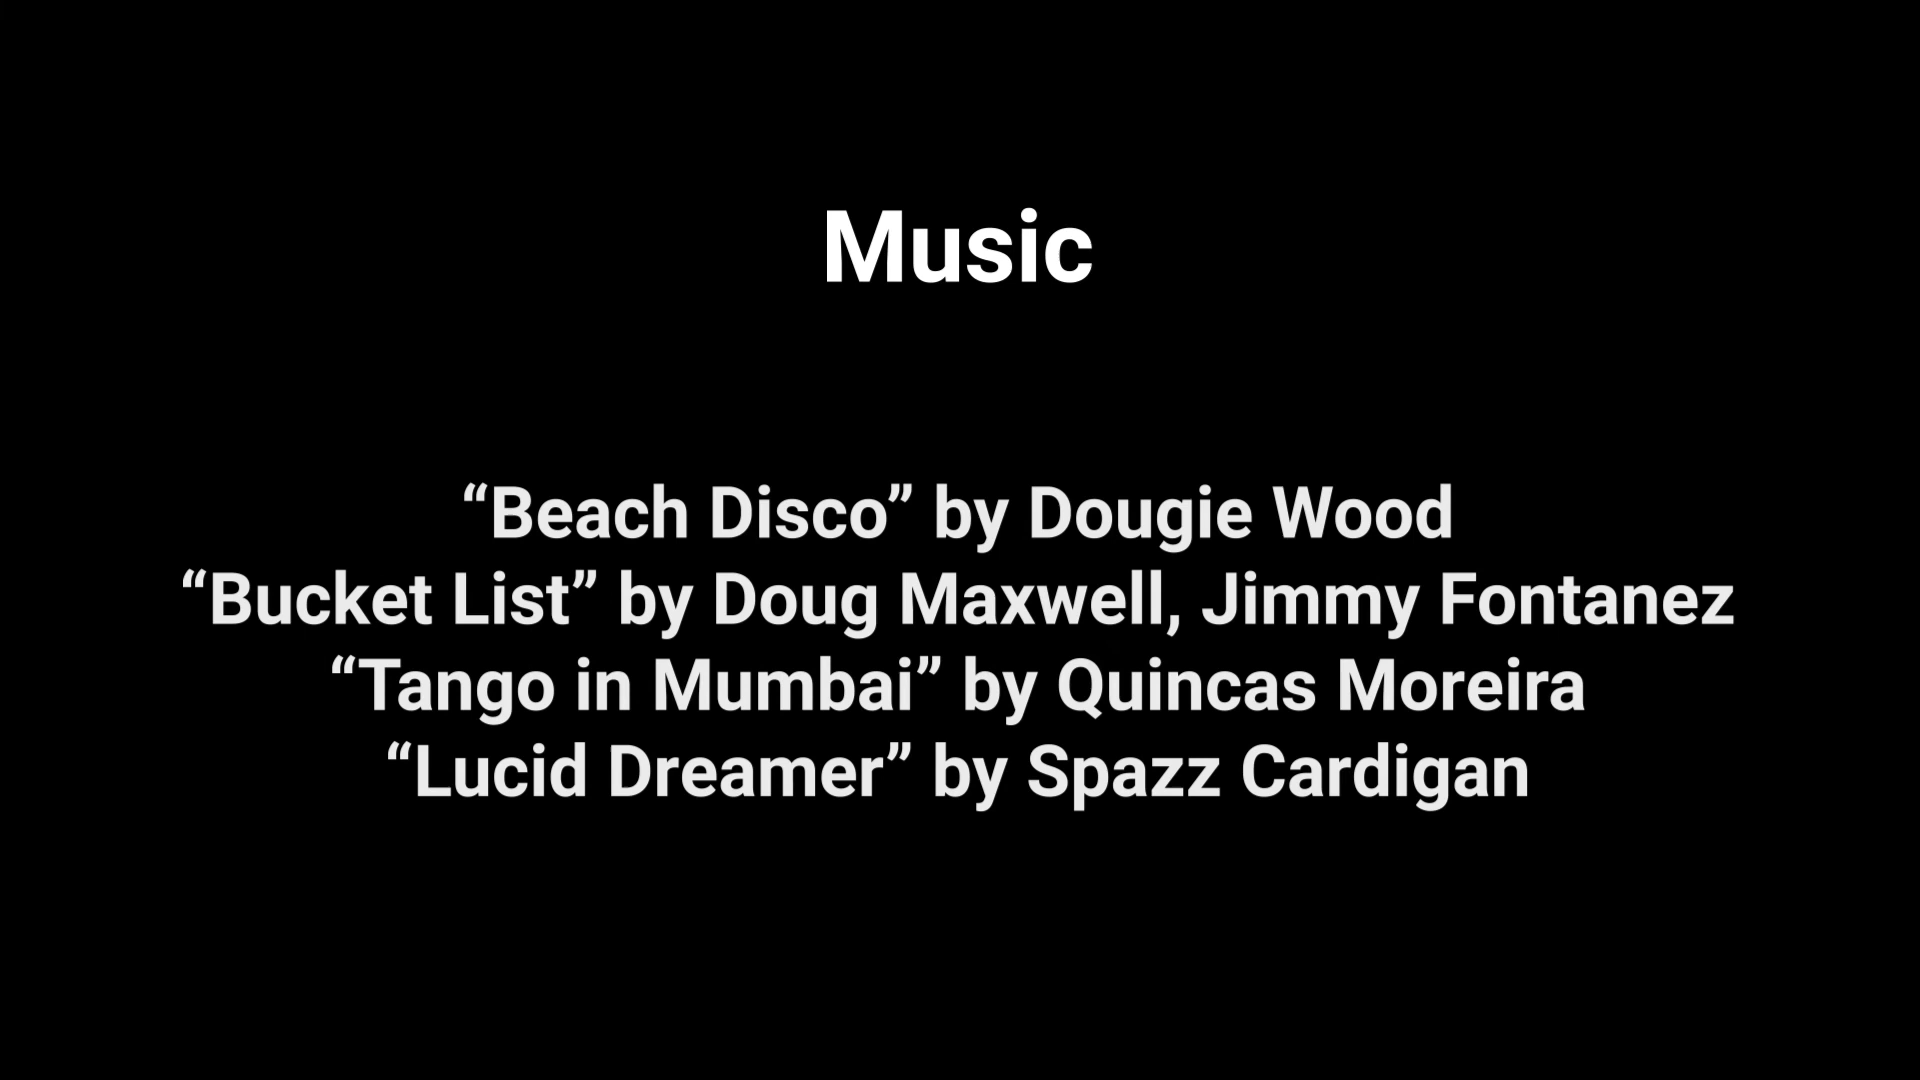 Music
“Beach Disco” by Dougie Wood
“Bucket List” by Doug Maxwell, Jimmy Fontanez
“Tango in Mumbai” by Quincas Moreira
“Lucid Dreamer” by Spazz Cardigan